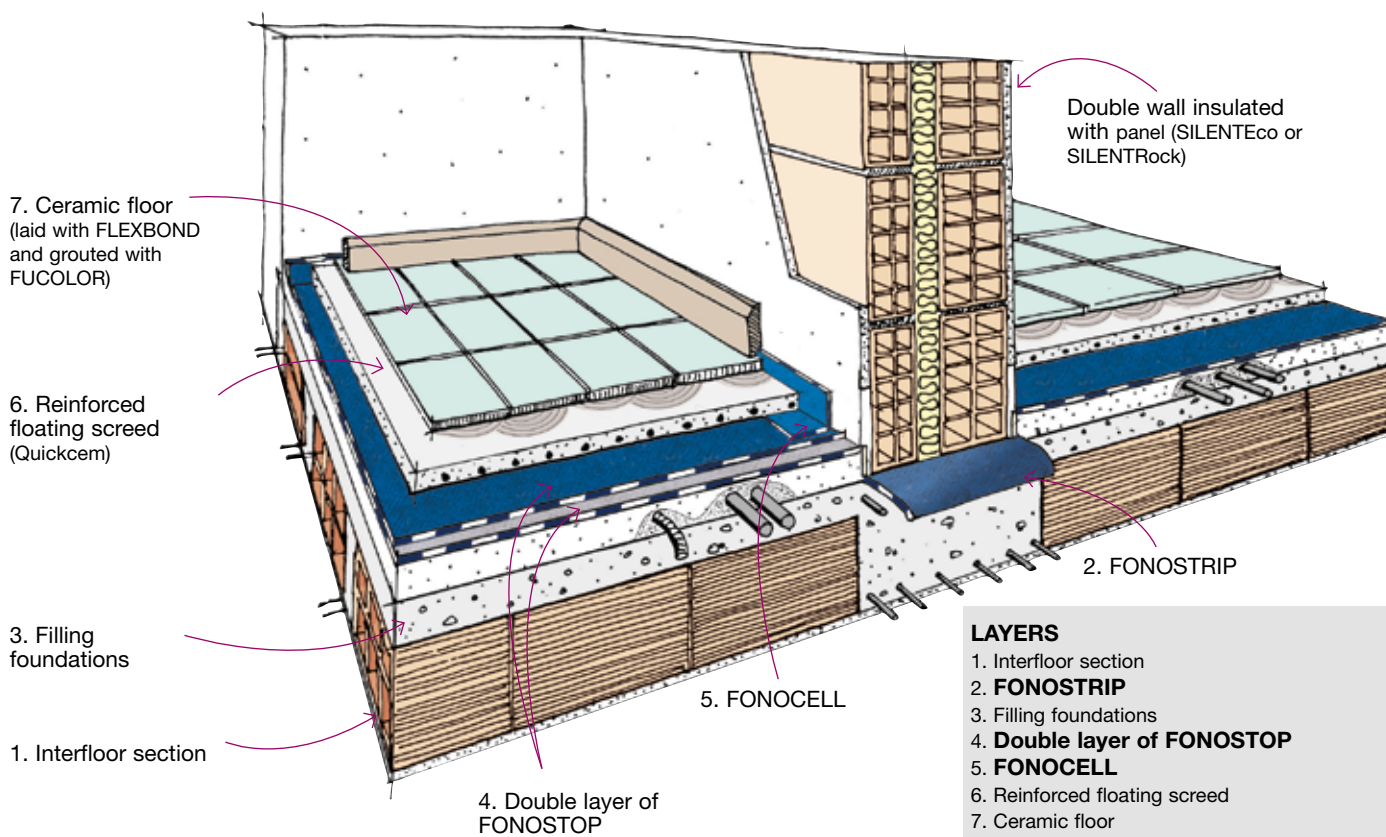 Double wall insulated
with panel (SILENTEco or
SILENTRock)
7. Ceramic floor
(laid with FLEXBOND
and grouted with
FUCOLOR)
6. Reinforced
floating screed
(Quickcem)
2. FONOSTRIP
3. Filling
foundations
5. FONOCELL
1. Interfloor section
4. Double layer of
FONOSTOP
LAYERS
1. Interfloor section
2. FONOSTRIP
3. Filling foundations
4. Double layer of FONOSTOP
5. FONOCELL
6. Reinforced floating screed
7. Ceramic floor